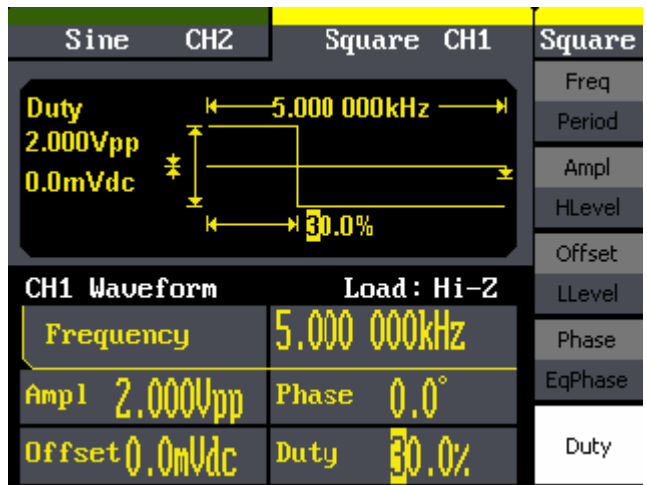 Sine CH2 Square CH1 Square
Freq
Period
Ampl
HLevel
Offset
LLevel
Phase
EqPhase
Duty
Duty 5.000 000kHz
2.000Vpp
0.0mVdc
30.0%
CH1 Waveform Load: Hi-Z
Frequency 5.000 000kHz
Ampl 2.000Vpp Phase 0.0°
Offset 0.0mVdc Duty 30.0%